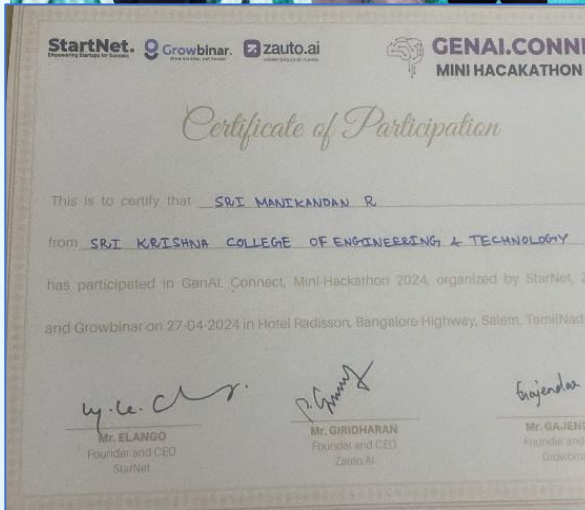 StartNet. Growbinar. zauto.ai GENAI.CONNE
Empowering Startups for Success
MINI HACAKATHON
Certificate of Participation
This is to certify that SRI MANIKANDAN R
from SRI KRISHNA COLLEGE OF ENGINEERING & TECHNOLOGY
has participated in GenAI. Connect, Mini-Hackathon 2024, organized by StarNet, Z
and Growbinar on 27-04-2024 in Hotel Radisson, Bangalore Highway, Salem, TamilNad
Gajendar
Mr. ELANGO Mr. GIRIDHARAN Mr. GAJEN
Founder and CEO Founder and CEO Founder and
StarNet Zauto.Ai Growbin